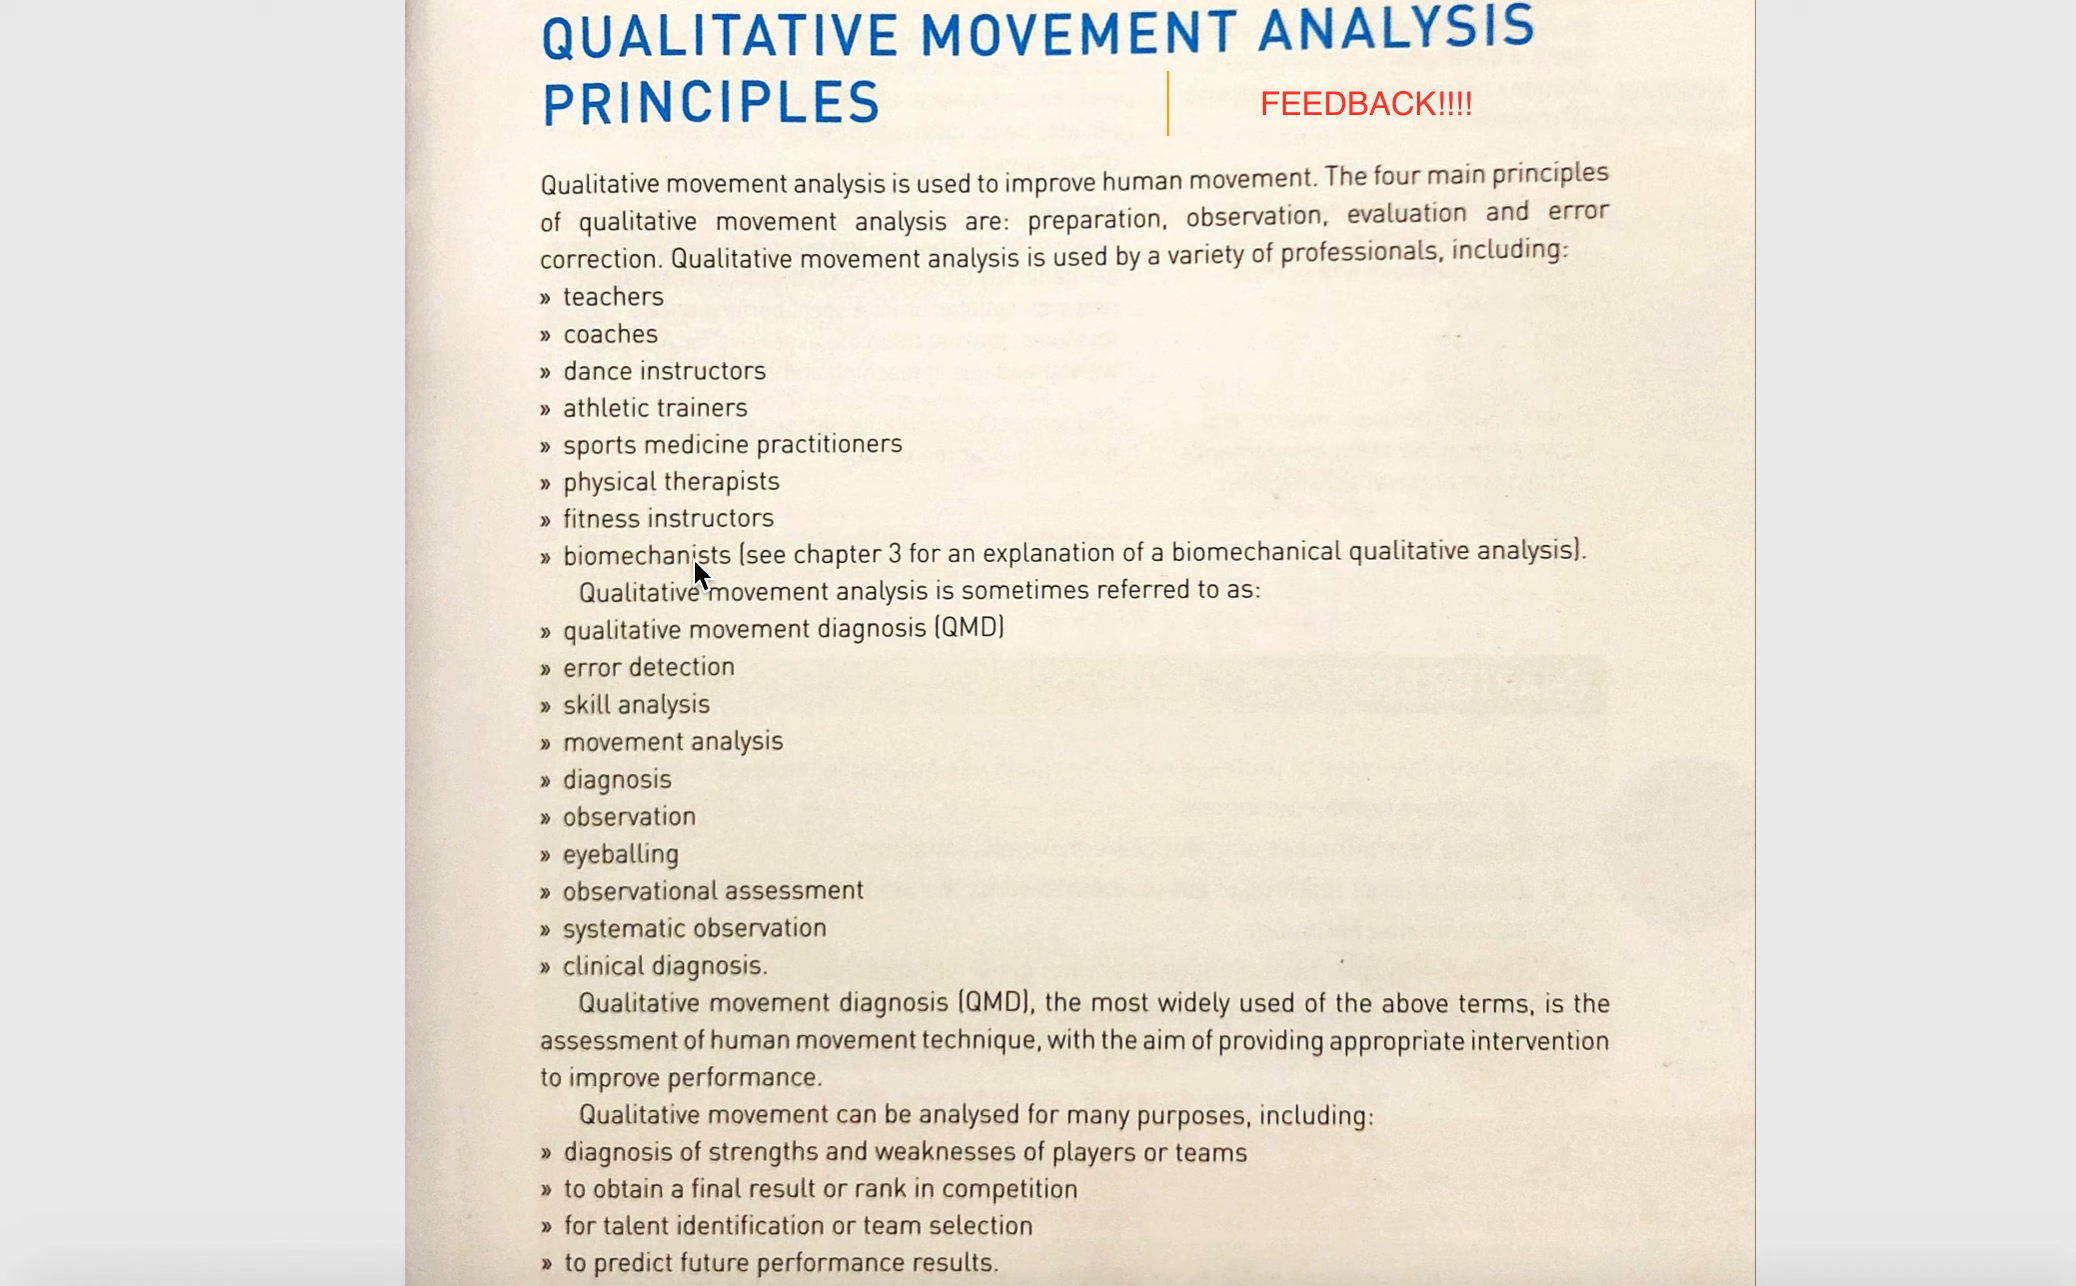 QUALITATIVE MOVEMENT ANALYSIS
PRINCIPLES
FEEDBACK!!!!
Qualitative movement analysis is used to improve human movement. The four main principles
of qualitative movement analysis are: preparation, observation, evaluation and error
correction. Qualitative movement analysis is used by a variety of professionals, including:
» teachers
» coaches
» dance instructors
» athletic trainers
» sports medicine practitioners
» physical therapists
» fitness instructors
» biomechanists (see chapter 3 for an explanation of a biomechanical qualitative analysis).
Qualitative movement analysis is sometimes referred to as:
» qualitative movement diagnosis (QMD)
» error detection
» skill analysis
» movement analysis
» diagnosis
» observation
» eyeballing
» observational assessment
» systematic observation
» clinical diagnosis.
Qualitative movement diagnosis (QMD), the most widely used of the above terms, is the
assessment of human movement technique, with the aim of providing appropriate intervention
to improve performance.
Qualitative movement can be analysed for many purposes, including:
» diagnosis of strengths and weaknesses of players or teams
» to obtain a final result or rank in competition
» for talent identification or team selection
» to predict future performance results.